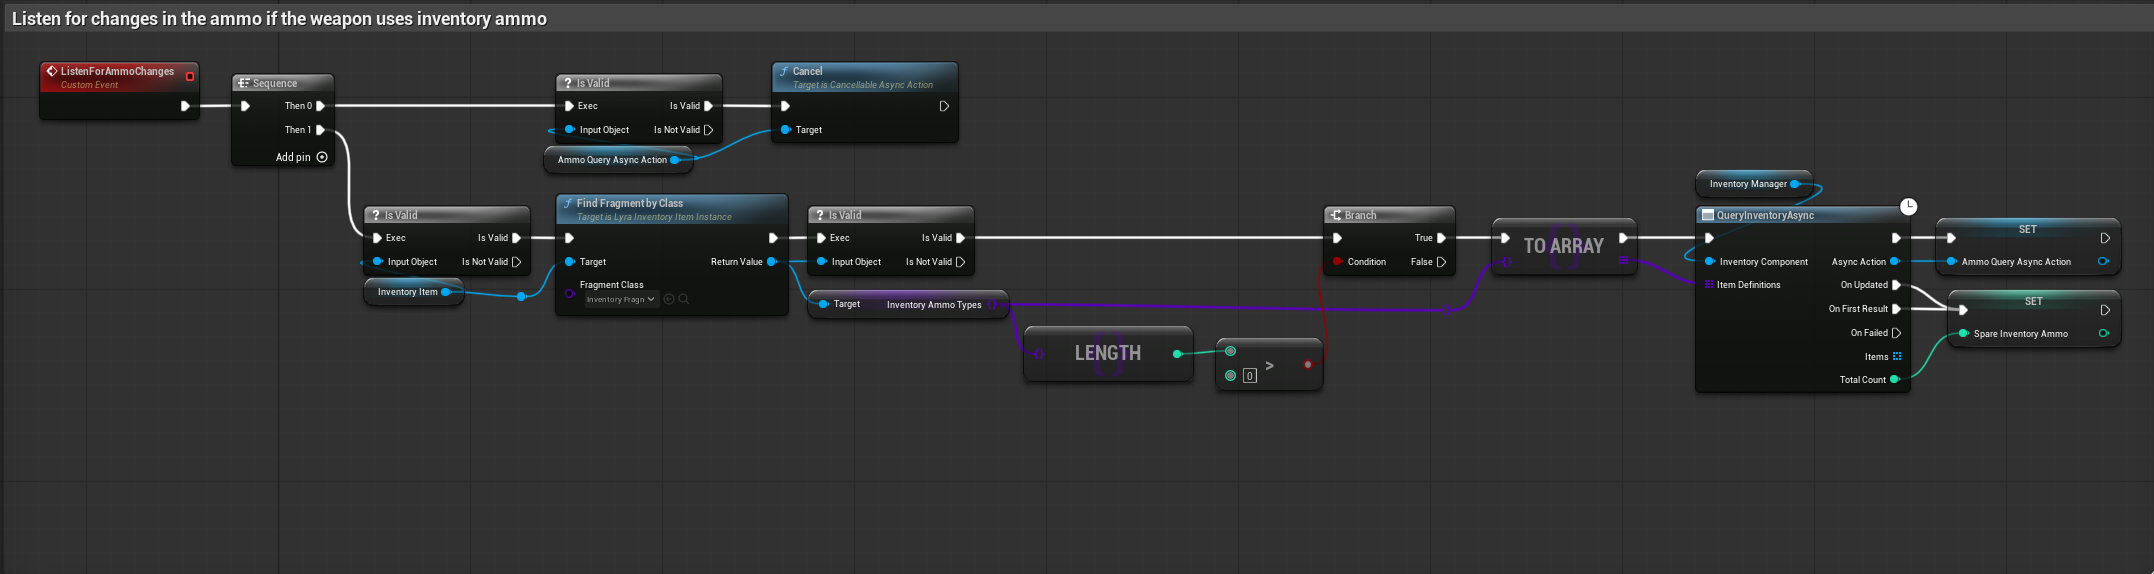 Listen for changes in the ammo if the weapon uses inventory ammo
ListenForAmmoChanges
Custom Event
Sequence
Then 0
Then 1
Add pin
? Is Valid
Exec
Is Valid
Input Object
Is Not Valid
Ammo Query Async Action
f Cancel
Target is Cancellable Async Action
Target
? Is Valid
Exec
Is Valid
Input Object
Is Not Valid
Inventory Item
f Find Fragment by Class
Target is Lyra Inventory Item Instance
Target
Return Value
Fragment Class
Inventory Fragn
? Is Valid
Exec
Is Valid
Input Object
Is Not Valid
Target
Inventory Ammo Types
LENGTH
>
0
Branch
True
Condition
False
TO ARRAY
Inventory Manager
QueryInventoryAsync
Inventory Component
Async Action
Item Definitions
On Updated
On First Result
On Failed
Items
Total Count
SET
Ammo Query Async Action
SET
Spare Inventory Ammo